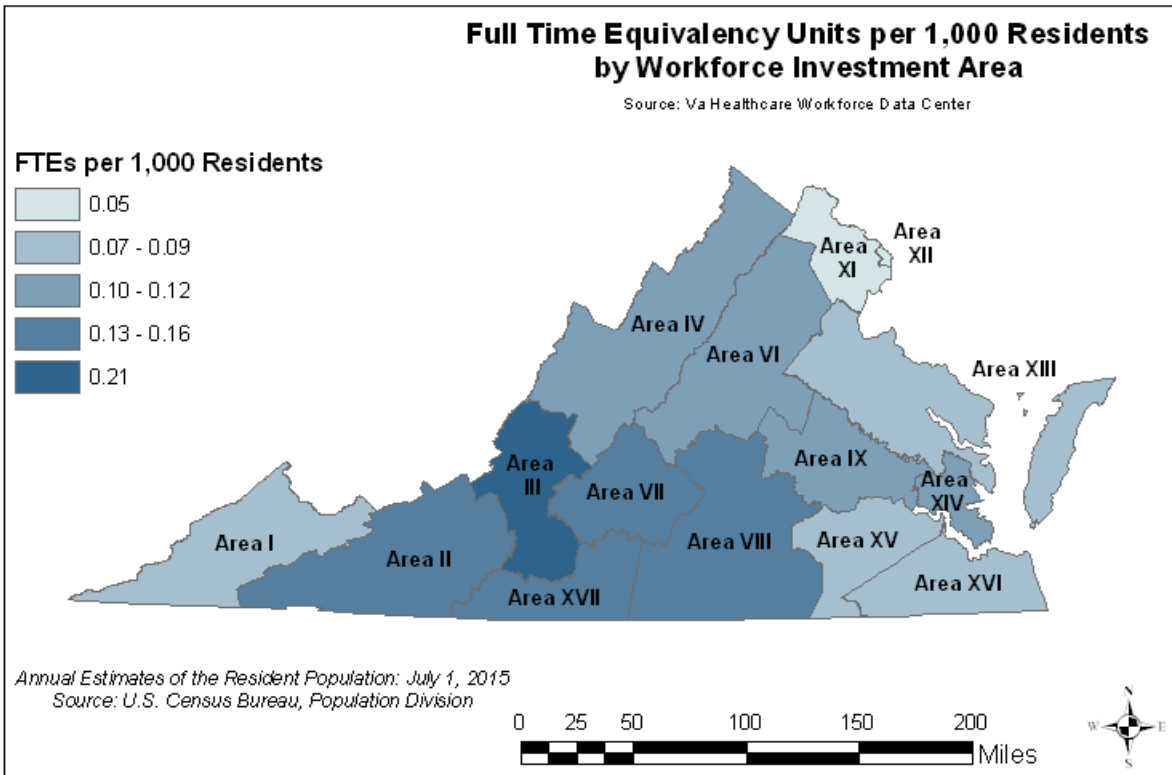 Full Time Equivalency Units per 1,000 Residents
by Workforce Investment Area
Source: Va Healthcare Workforce Data Center
FTEs per 1,000 Residents
0.05
0.07 - 0.09
0.10 - 0.12
0.13 - 0.16
0.21
Area
XI
Area
XII
Area IV
Area VI
Area XIII
Area
III
Area VII
Area IX
Area
XIV
Area I
Area II
Area VIII
Area XV
Area XVII
Area XVI
Annual Estimates of the Resident Population: July 1, 2015
Source: U.S. Census Bureau, Population Division
0 25 50 100 150 200
Miles
N
W E
S